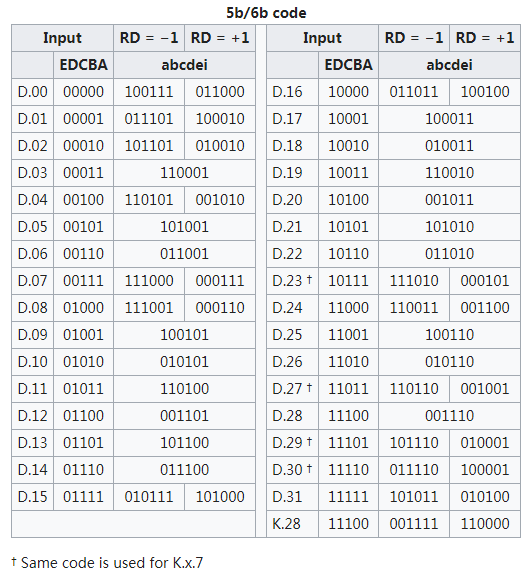 5b/6b code
Input RD = −1 RD = +1 Input RD = −1 RD = +1
EDCBA abcdei EDCBA abcdei
D.00 00000 100111 011000 D.16 10000 011011 100100
D.01 00001 011101 100010 D.17 10001 100011
D.02 00010 101101 010010 D.18 10010 010011
D.03 00011 110001 D.19 10011 110010
D.04 00100 110101 001010 D.20 10100 001011
D.05 00101 101001 D.21 10101 101010
D.06 00110 011001 D.22 10110 011010
D.07 00111 111000 000111 D.23 † 10111 111010 000101
D.08 01000 111001 000110 D.24 11000 110011 001100
D.09 01001 100101 D.25 11001 100110
D.10 01010 010101 D.26 11010 010110
D.11 01011 110100 D.27 † 11011 110110 001001
D.12 01100 001101 D.28 11100 001110
D.13 01101 101100 D.29 † 11101 101110 010001
D.14 01110 011100 D.30 † 11110 011110 100001
D.15 01111 010111 101000 D.31 11111 101011 010100
K.28 11100 001111 110000
† Same code is used for K.x.7